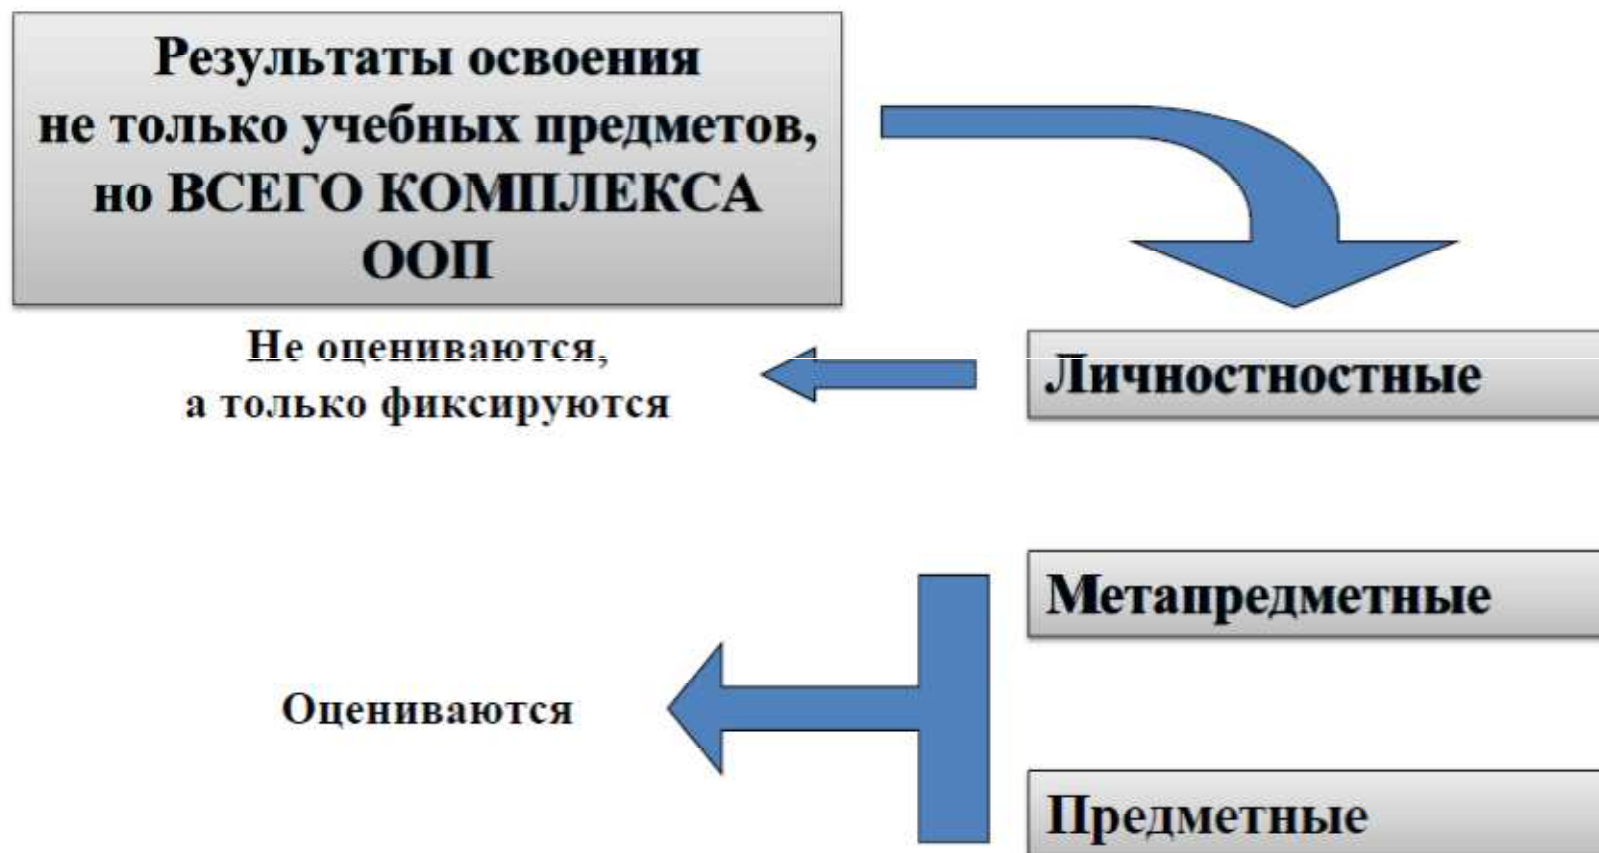 Результаты освоения
не только учебных предметов,
но ВСЕГО КОМПЛЕКСА
ООП
Не оцениваются,
а только фиксируются
Личностностные
Метапредметные
Оцениваются
Предметные